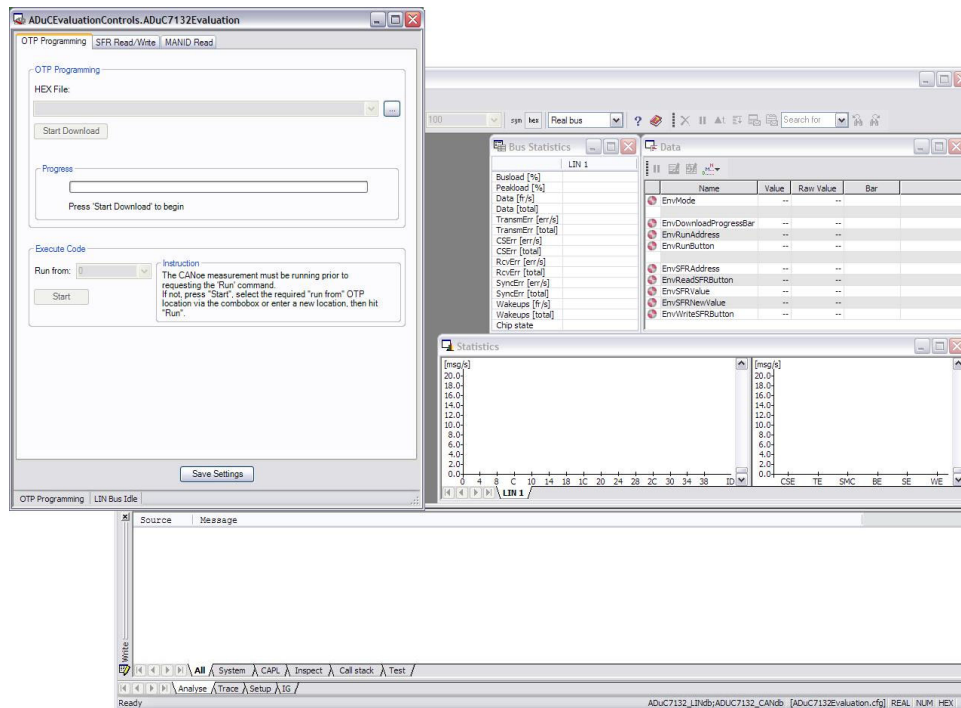 ADuCEvaluationControls.ADuC7132Evaluation
OTP Programming SFR Read/Write MANID Read
OTP Programming
HEX File:
...
Start Download
Progress
Press 'Start Download' to begin
Execute Code
Run from: 0
Start
Instruction
The CANoe measurement must be running prior to
requesting the 'Run' command.
If not, press "Start", select the required "run from" OTP
location via the combobox or enter a new location, then hit
"Run".
Save Settings
OTP Programming LIN Bus Idle
100 sym hex Real bus ? Search for
Bus Statistics
LIN 1
Busload [%]
Peakload [%]
Data [fr/s]
Data [total]
TransmErr [err/s]
TransmErr [total]
CSErr [err/s]
CSErr [total]
RcvErr [err/s]
RcvErr [total]
SyncErr [err/s]
SyncErr [total]
Wakeups [fr/s]
Wakeups [total]
Chip state
Data
Name Value Raw Value Bar
EnvMode -- --
EnvDownloadProgressBar -- --
EnvRunAddress -- --
EnvRunButton -- --
EnvSFRAddress -- --
EnvReadSFRButton -- --
EnvSFRValue -- --
EnvSFRNewValue -- --
EnvWriteSFRButton -- --
Statistics
[msg/s]
20.0
18.0
16.0
14.0
12.0
10.0
8.0
6.0
4.0
2.0
0.0
0 4 8 C 10 14 18 1C 20 24 28 2C 30 34 38 ID
LIN 1
[msg/s]
20.0
18.0
16.0
14.0
12.0
10.0
8.0
6.0
4.0
2.0
0.0
CSE TE SMC BE SE WE
Source Message
Write
All System CAPL Inspect Call stack Test
Analyse Trace Setup IG
Ready ADuC7132_LINdb;ADUC7132_CANdb [ADuC7132Evaluation.cfg] REAL NUM HEX